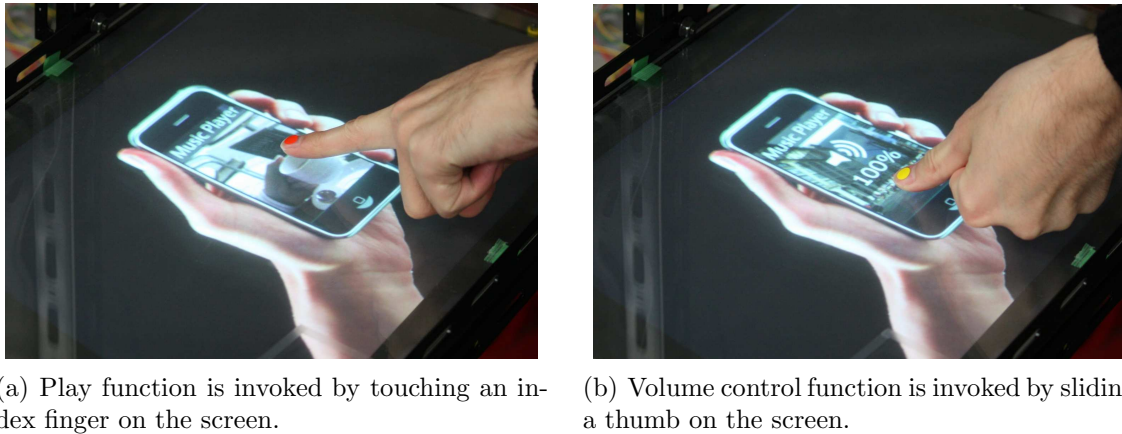 Music Player
Music Player
100%
(a) Play function is invoked by touching an in-
dex finger on the screen.
(b) Volume control function is invoked by slidin
a thumb on the screen.